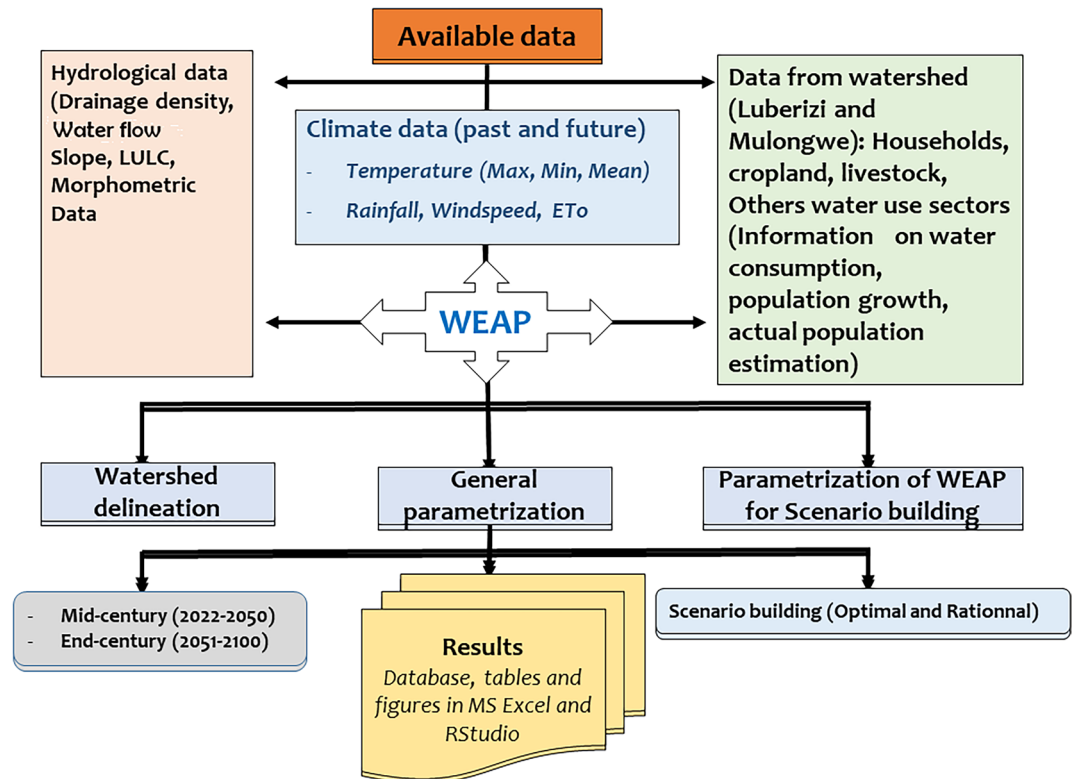 Available data
Hydrological data
(Drainage density,
Water flow
Slope, LULC,
Morphometric
Data
Climate data (past and future)
- Temperature (Max, Min, Mean)
- Rainfall, Windspeed, ETo
Data from watershed
(Luberizi and
Mulongwe): Households,
cropland, livestock,
Others water use sectors
(Information on water
consumption,
population growth,
actual population
estimation)
WEAP
Watershed
delineation
General
parametrization
Parametrization of WEAP
for Scenario building
- Mid-century (2022-2050)
- End-century (2051-2100)
Results
Database, tables and
figures in MS Excel and
RStudio
Scenario building (Optimal and Rationnal)